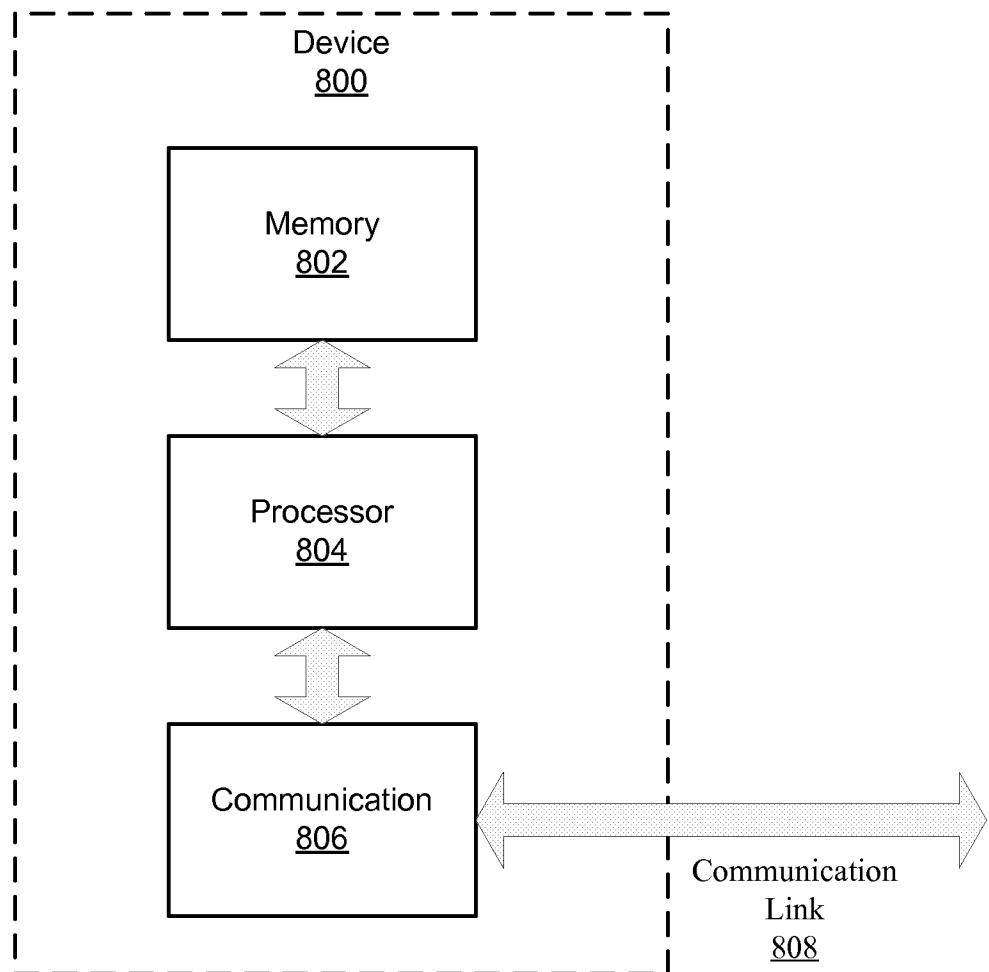 Device
800
Memory
802
Processor
804
Communication
806
Communication
Link
808